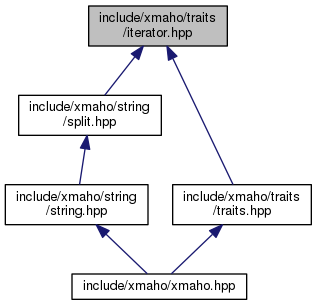 include/xmaho/traits
/iterator.hpp
include/xmaho/string
/split.hpp
include/xmaho/string
/string.hpp
include/xmaho/traits
/traits.hpp
include/xmaho/xmaho.hpp